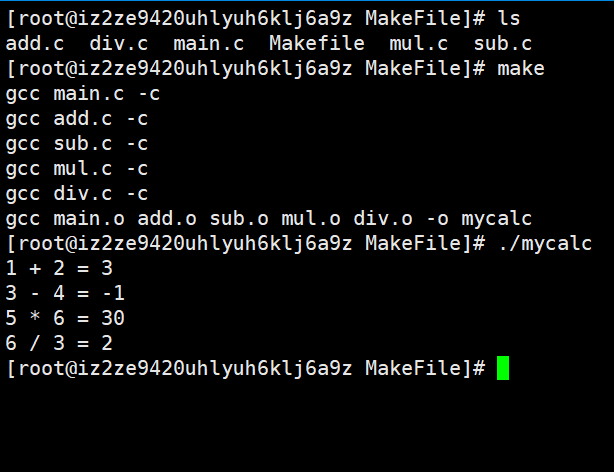 [root@iz2ze9420uhlyuh6klj6a9z MakeFile]# ls
add.c  div.c  main.c  Makefile  mul.c  sub.c
[root@iz2ze9420uhlyuh6klj6a9z MakeFile]# make
gcc main.c -c
gcc add.c -c
gcc sub.c -c
gcc mul.c -c
gcc div.c -c
gcc main.o add.o sub.o mul.o div.o -o mycalc
[root@iz2ze9420uhlyuh6klj6a9z MakeFile]# ./mycalc
1 + 2 = 3
3 - 4 = -1
5 * 6 = 30
6 / 3 = 2
[root@iz2ze9420uhlyuh6klj6a9z MakeFile]#